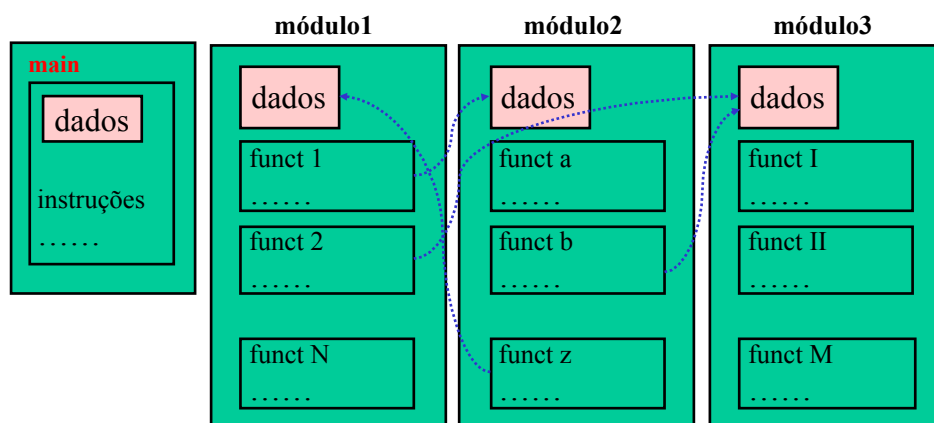 main
dados
instruções
......
módulo1
dados
funct 1
......
funct 2
......
funct N
......
módulo2
dados
funct a
......
funct b
......
funct z
......
módulo3
dados
funct I
......
funct II
......
funct M
......